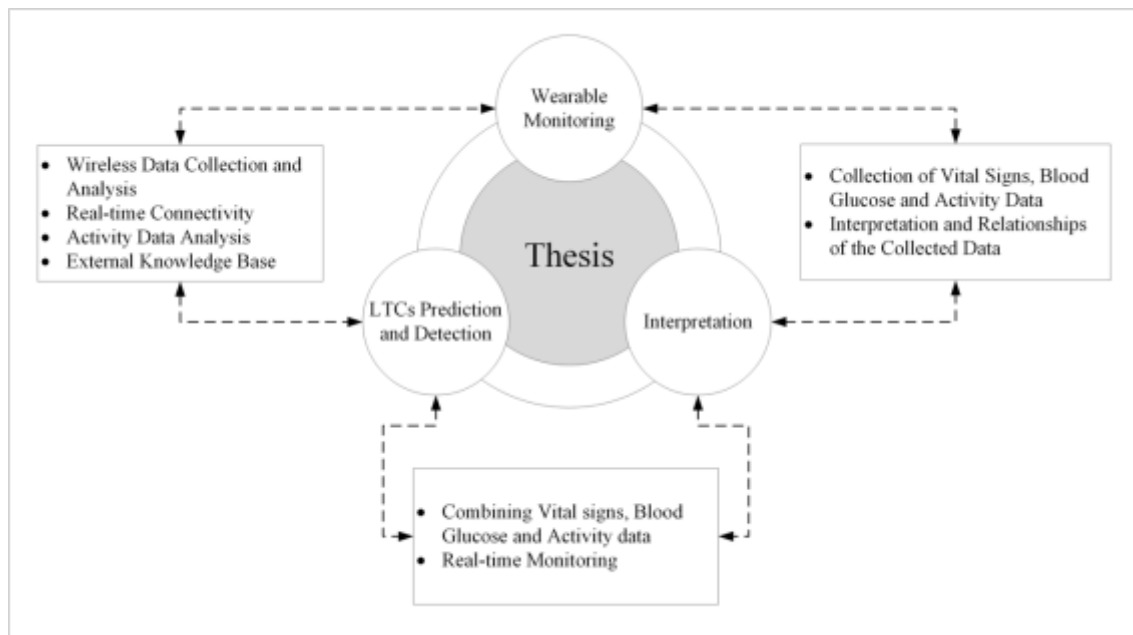 Wearable
Monitoring
• Wireless Data Collection and
Analysis
• Real-time Connectivity
• Activity Data Analysis
• External Knowledge Base
• Collection of Vital Signs, Blood
Glucose and Activity Data
• Interpretation and Relationships
of the Collected Data
Thesis
LTCs Prediction
and Detection
Interpretation
• Combining Vital signs, Blood
Glucose and Activity data
• Real-time Monitoring